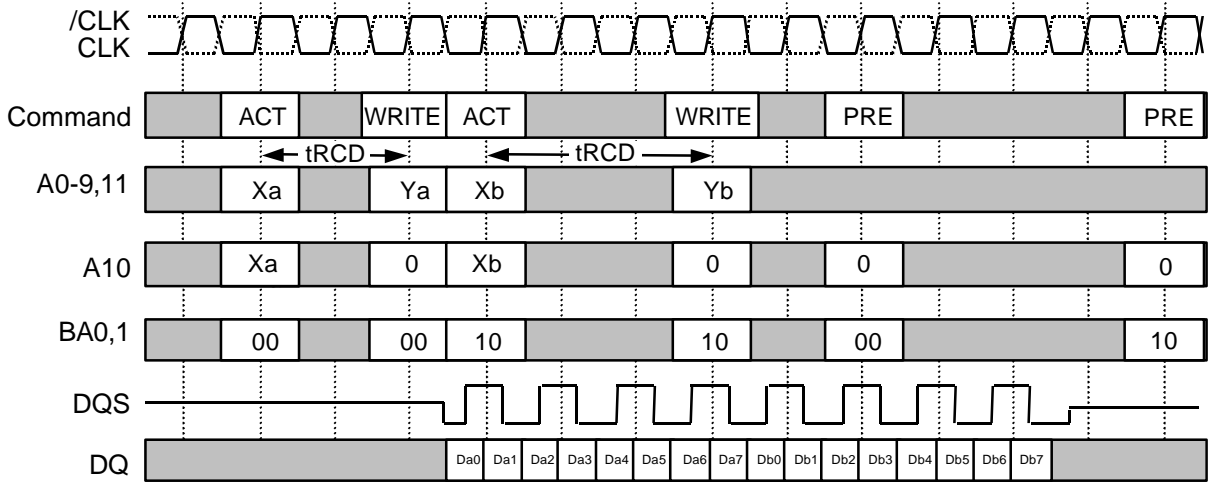 /CLK
CLK
Command ACT WRITE ACT WRITE PRE PRE
tRCD tRCD
A0-9,11 Xa Ya Xb Yb
A10 Xa 0 Xb 0 0 0
BA0,1 00 00 10 10 00 10
DQS
DQ Da0 Da1 Da2 Da3 Da4 Da5 Da6 Da7 Db0 Db1 Db2 Db3 Db4 Db5 Db6 Db7